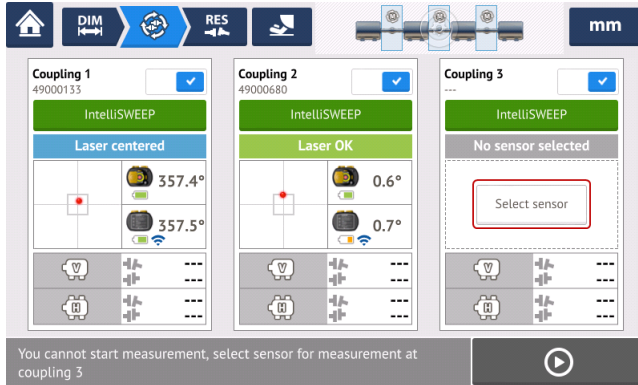 DIM
RES
mm
Coupling 1
49000133
IntelliSWEEP
Laser centered
357.4°
357.5°
V
---
---
H
---
---
Coupling 2
49000680
IntelliSWEEP
Laser OK
0.6°
0.7°
V
---
---
H
---
---
Coupling 3
---
IntelliSWEEP
No sensor selected
Select sensor
V
---
---
H
---
---
You cannot start measurement, select sensor for measurement at
coupling 3